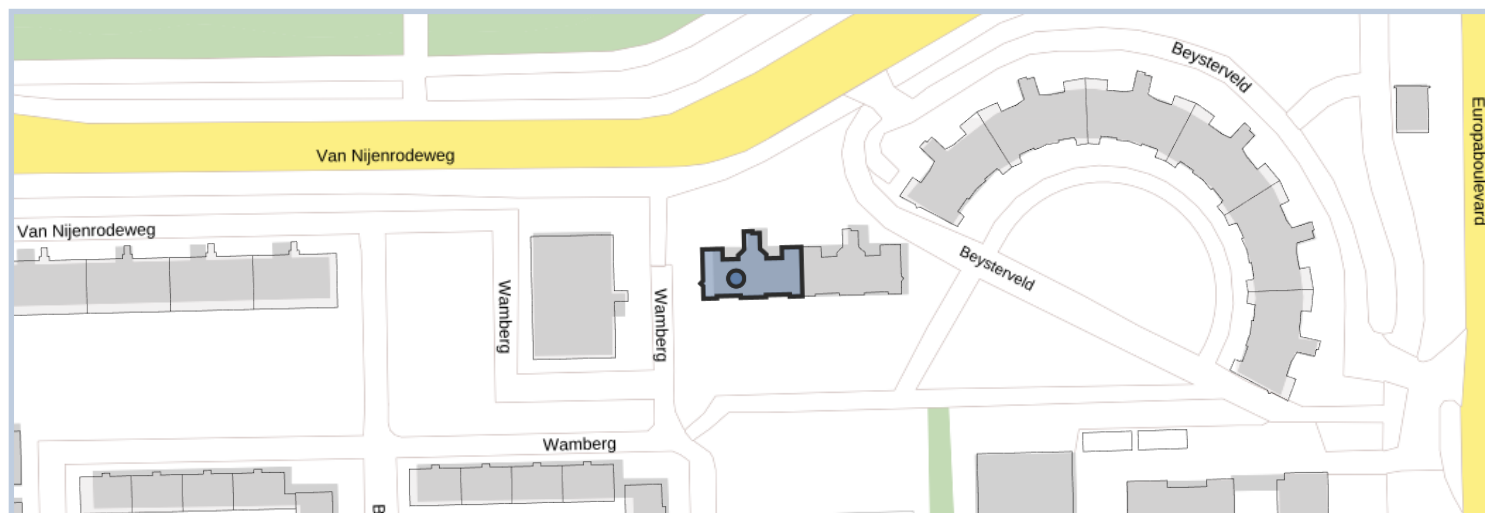 Beysterveld
Van Nijenrodeweg
Europaboulevard
Van Nijenrodeweg
Beysterveld
Wamberg
Wamberg
Wamberg
B